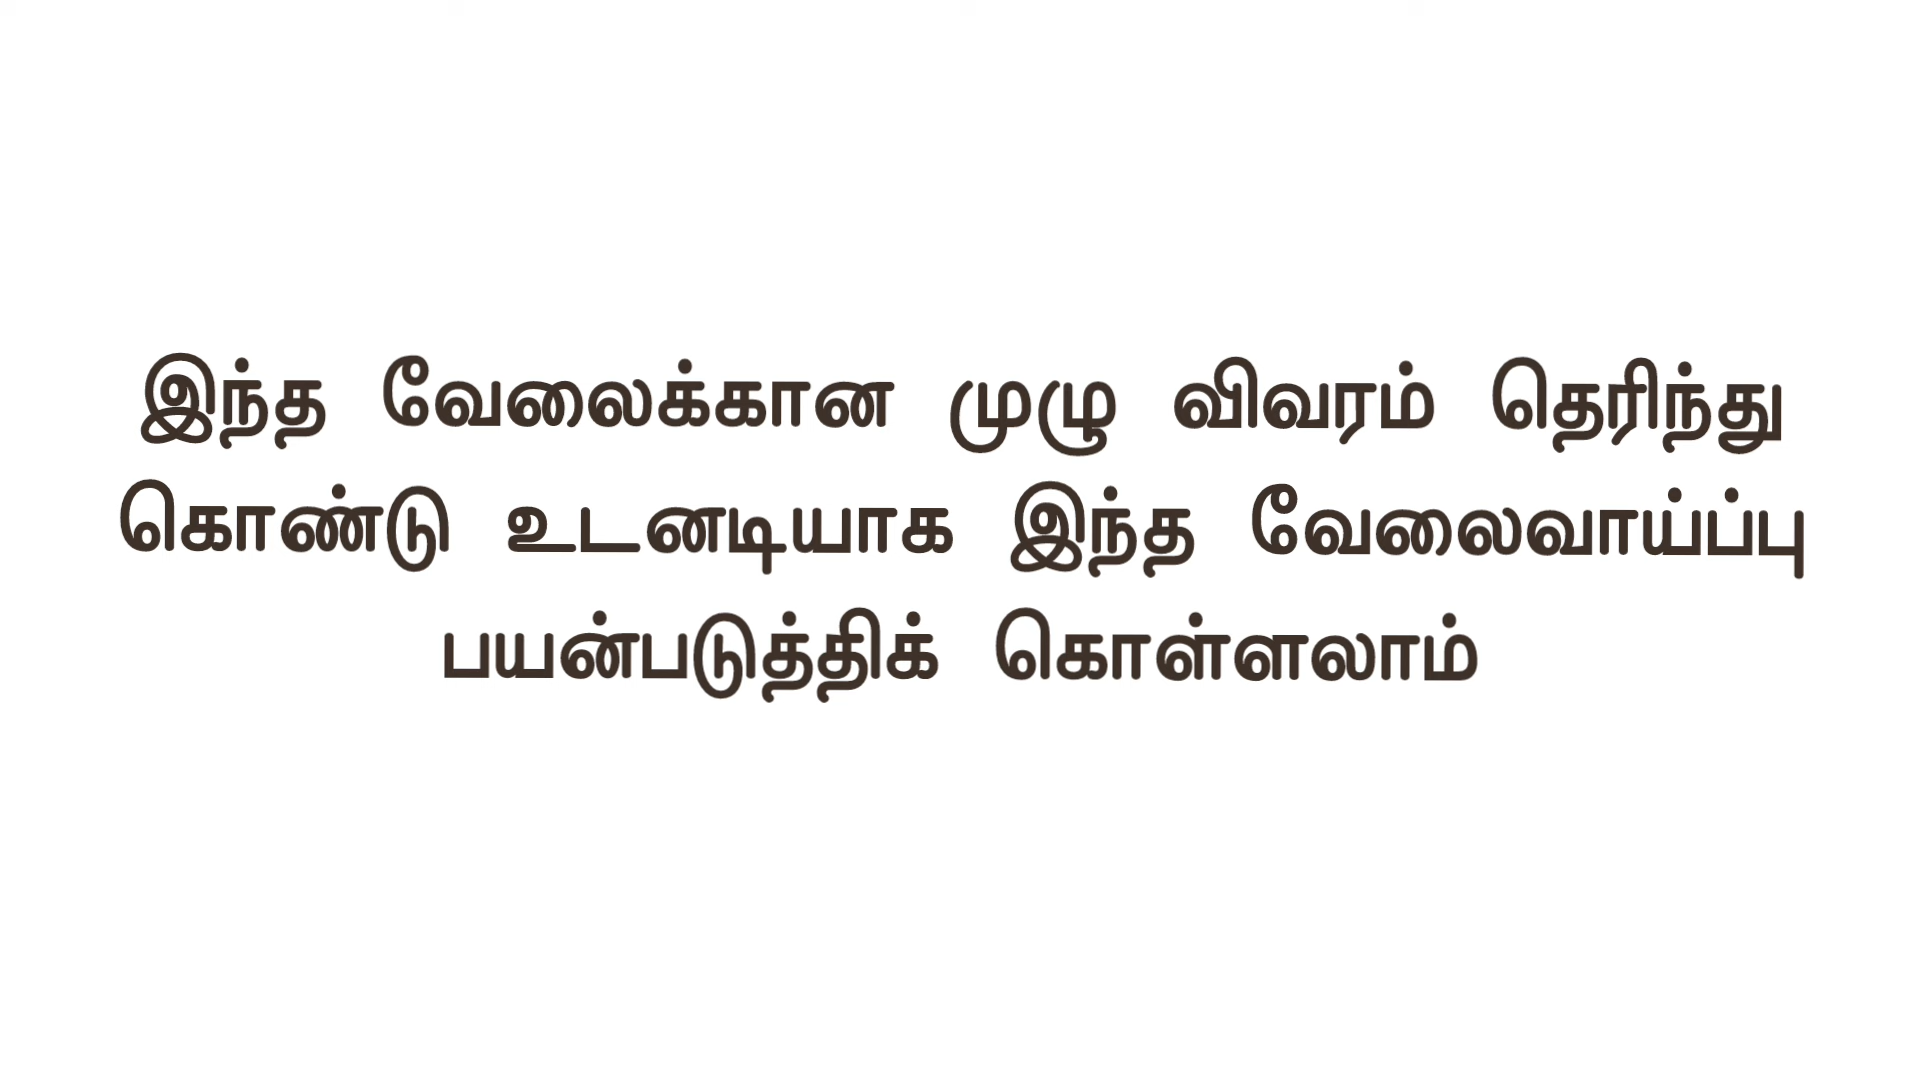 இந்த வேலைக்கான முழு விவரம் தெரிந்து
கொண்டு உடனடியாக இந்த வேலைவாய்ப்பு
பயன்படுத்திக் கொள்ளலாம்